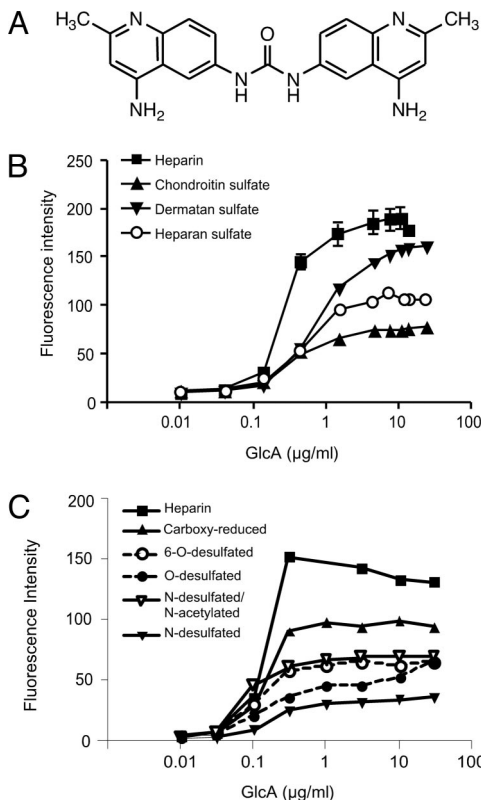 A
H3C
N
N
CH3
O
N
H
N
H
NH2
NH2
B
250
200
150
100
50
0
Fluorescence intensity
Heparin
Chondroitin sulfate
Dermatan sulfate
Heparan sulfate
0.01
0.1
1
10
100
GlcA (µg/ml)
C
200
150
100
50
0
Fluorescence Intensity
Heparin
Carboxy-reduced
6-O-desulfated
O-desulfated
N-desulfated/
N-acetylated
N-desulfated
0.01
0.1
1
10
100
GlcA (µg/ml)